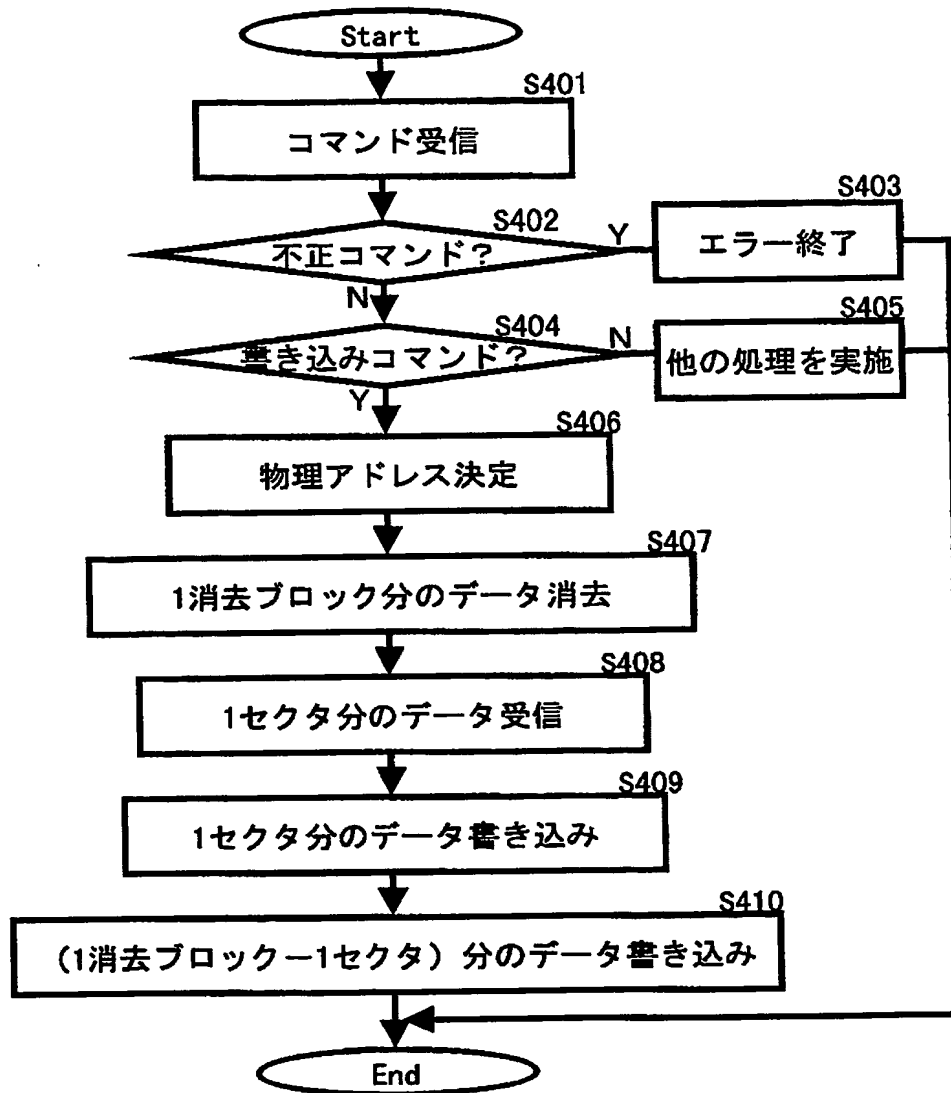 Start
S401
コマンド受信
S402
不正コマンド?
Y
N
S403
エラー終了
S404
書き込みコマンド?
N
Y
S405
他の処理を実施
S406
物理アドレス決定
S407
1消去ブロック分のデータ消去
S408
1セクタ分のデータ受信
S409
1セクタ分のデータ書き込み
S410
(1消去ブロックー1セクタ)分のデータ書き込み
End